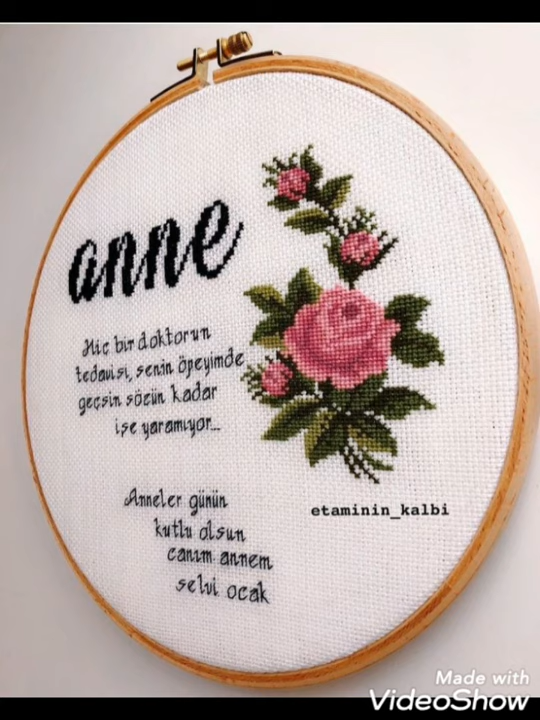 anne
Hiç bir doktorun
tedavisi, senin öpeyimde
geçsin sözün kadar
işe yaramıyor...
Anneler günün
kutlu olsun
canım annem
selvi ocak
etaminin_kalbi
Made with
VideoShow